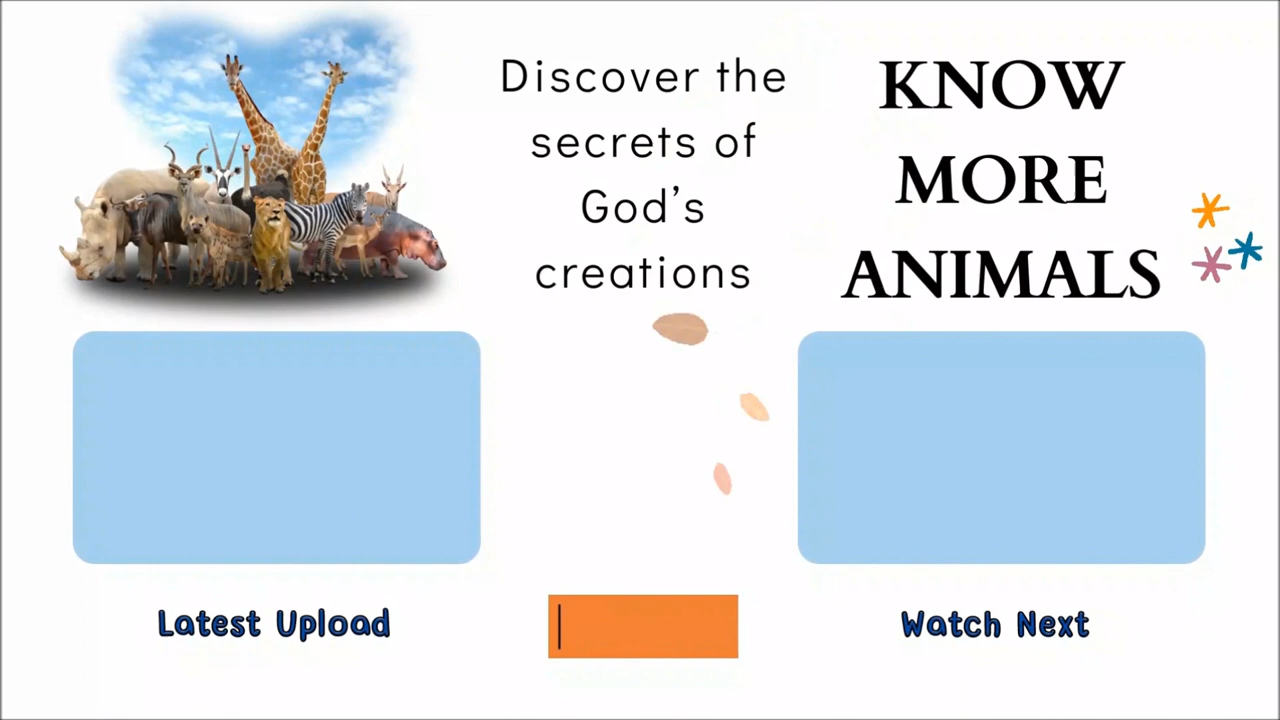 Discover the
secrets of
God's
creations
KNOW
MORE
ANIMALS
Latest Upload
Watch Next